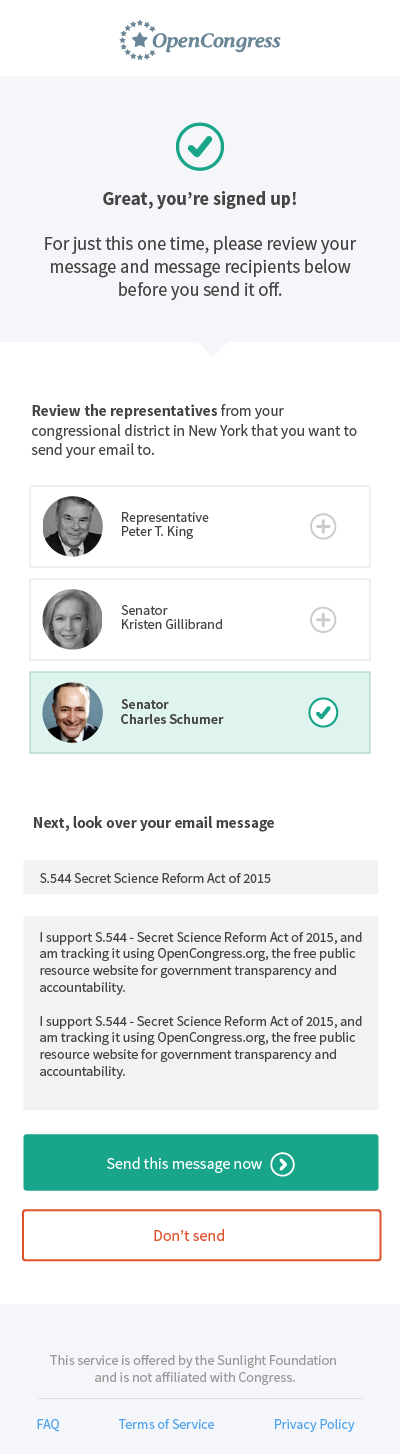 OpenCongress
Great, you're signed up!
For just this one time, please review your
message and message recipients below
before you send it off.
Review the representatives from your
congressional district in New York that you want to
send your email to.
Representative
Peter T. King
Senator
Kristen Gillibrand
Senator
Charles Schumer
Next, look over your email message
S.544 Secret Science Reform Act of 2015
I support S.544 - Secret Science Reform Act of 2015, and
am tracking it using OpenCongress.org, the free public
resource website for government transparency and
accountability.
I support S.544 - Secret Science Reform Act of 2015, and
am tracking it using OpenCongress.org, the free public
resource website for government transparency and
accountability.
Send this message now
Don't send
This service is offered by the Sunlight Foundation
and is not affiliated with Congress.
FAQ Terms of Service Privacy Policy